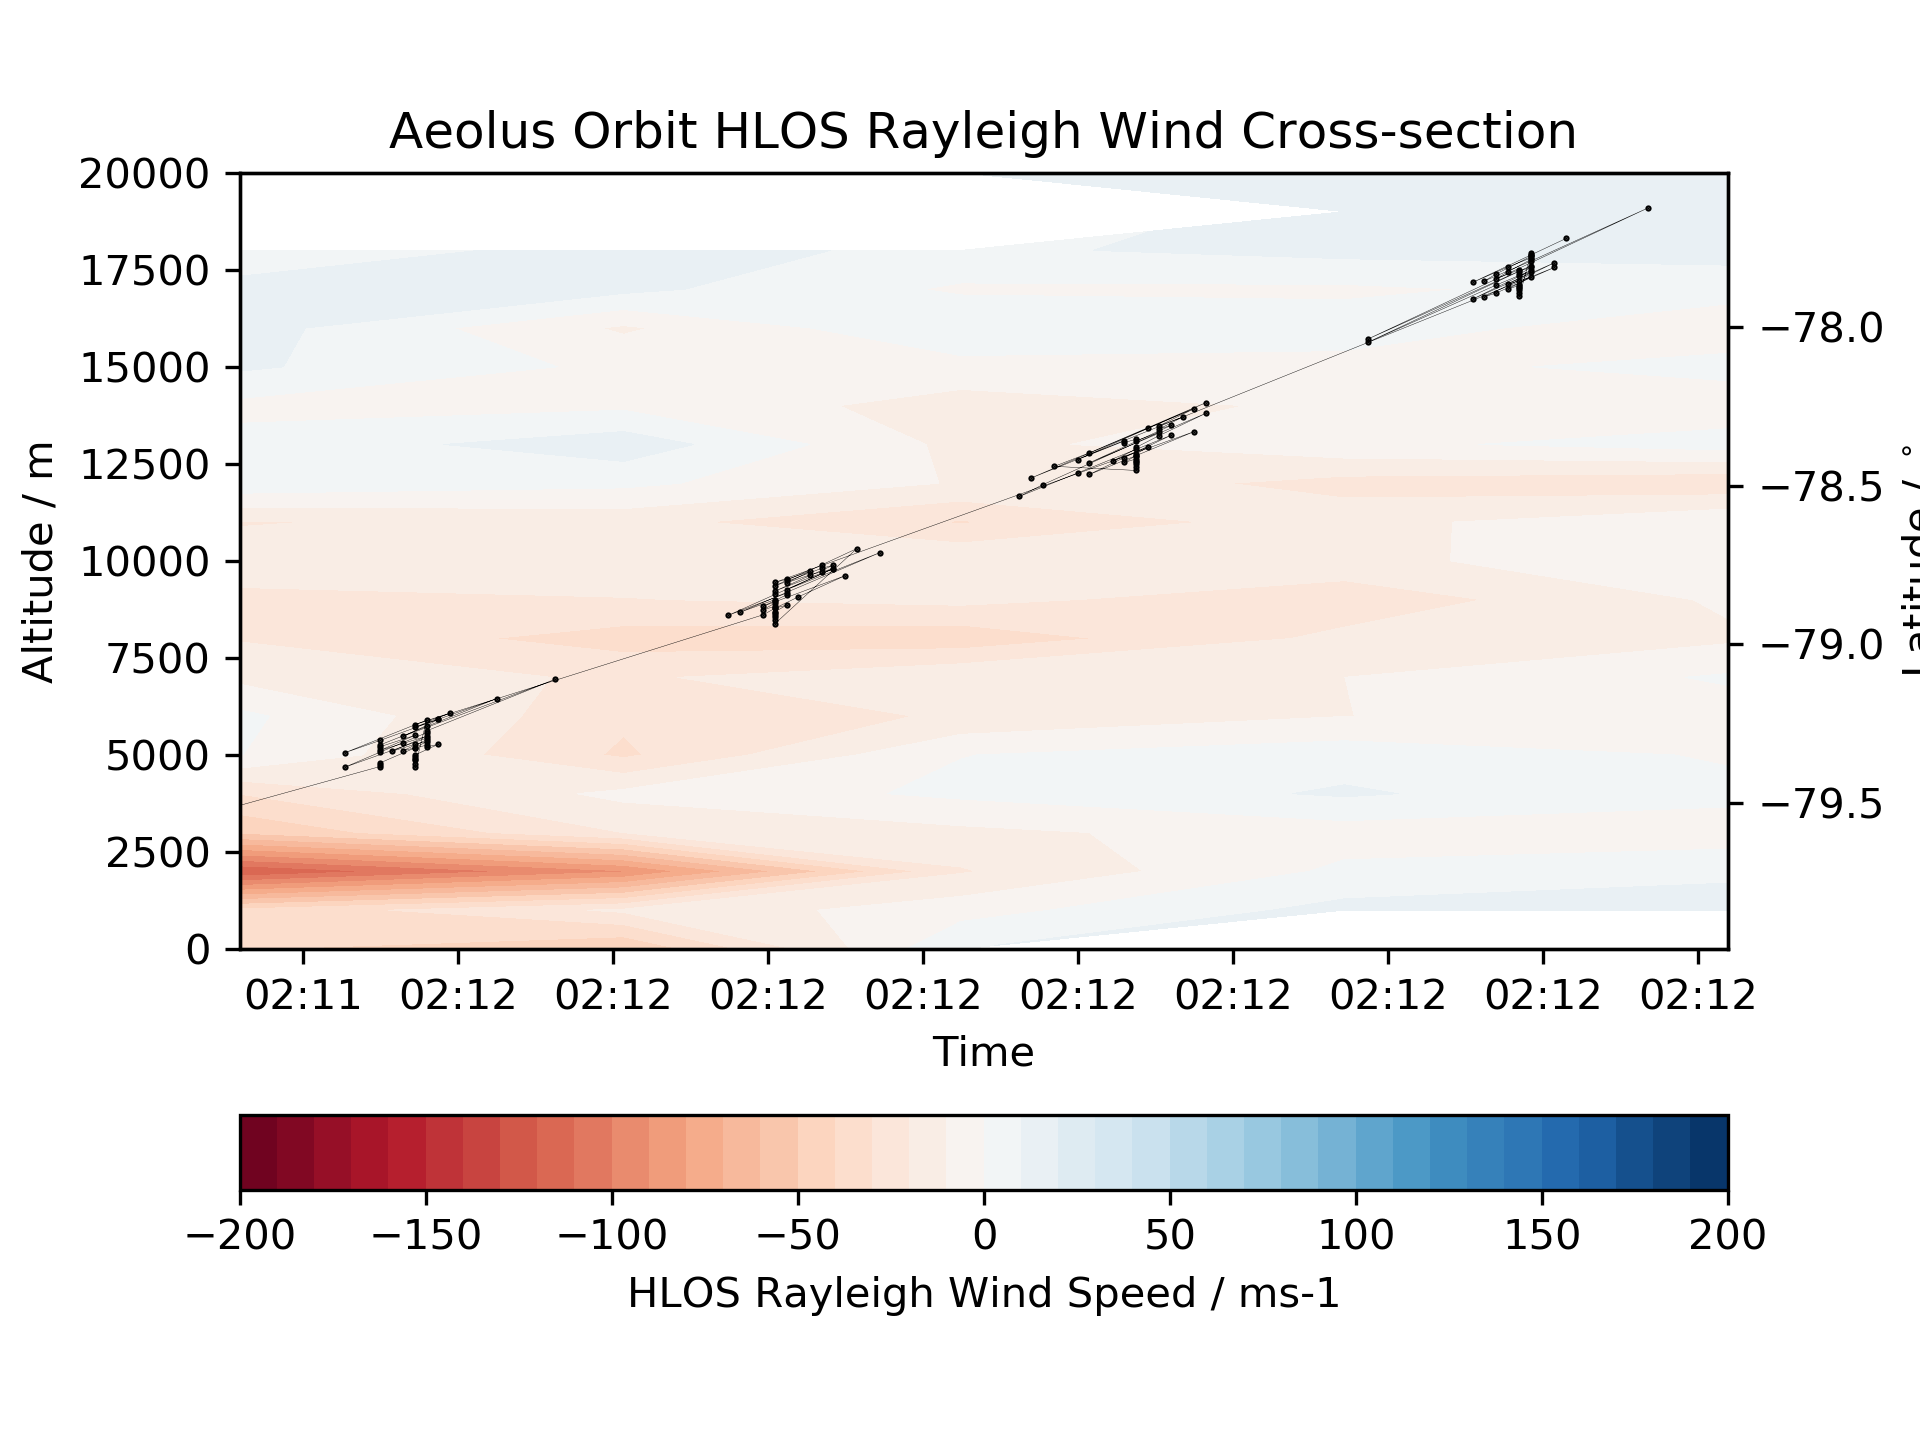 Aeolus Orbit HLOS Rayleigh Wind Cross-section
20000
17500
15000
12500
10000
7500
5000
2500
0
Altitude / m
−78.0
−78.5
−79.0
−79.5
Latitude / °
02:11 02:12 02:12 02:12 02:12 02:12 02:12 02:12 02:12 02:12
Time
−200 −150 −100 −50 0 50 100 150 200
HLOS Rayleigh Wind Speed / ms-1